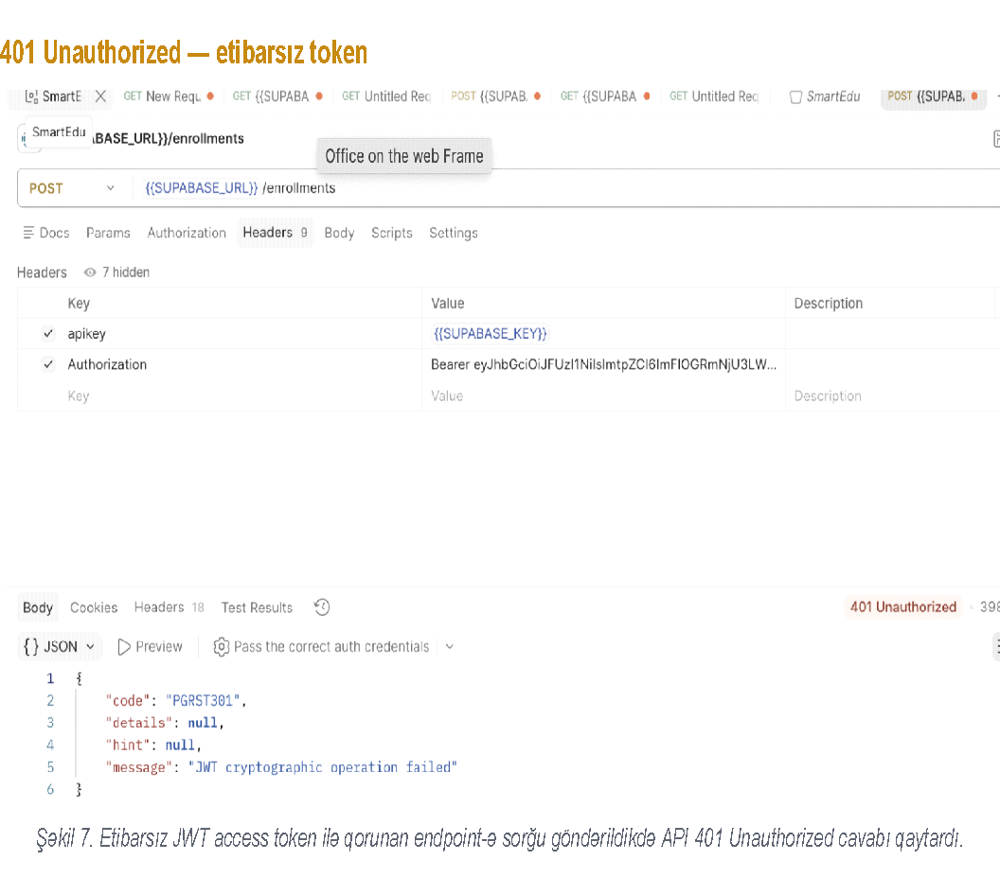 401 Unauthorized — etibarsız token
SmartE GET New Requ GET {{SUPABA GET Untitled Req POST {{SUPAB. GET {{SUPABA GET Untitled Req SmartEdu POST {{SUPAB.
SmartEdu
BASE_URL}}/enrollments
Office on the web Frame
POST {{SUPABASE_URL}} /enrollments
Docs Params Authorization Headers 9 Body Scripts Settings
Headers 7 hidden
Key Value Description
apikey {{SUPABASE_KEY}}
Authorization Bearer eyJhbGciOiJFUzI1NiIsImtpZCI6ImFlOGRmNjU3LW...
Key Value Description
Body Cookies Headers 18 Test Results 401 Unauthorized 398
{} JSON Preview Pass the correct auth credentials
1 {
2 "code": "PGRST301",
3 "details": null,
4 "hint": null,
5 "message": "JWT cryptographic operation failed"
6 }
Şəkil 7. Etibarsız JWT access token ilə qorunan endpoint-ə sorğu göndərildikdə API 401 Unauthorized cavabı qaytardı.